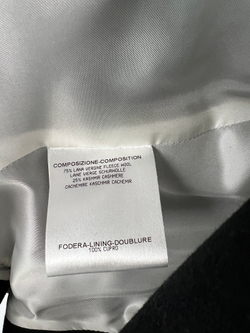 COMPOSIZIONE-COMPOSITION
75% LANA VERGINE FLEECE WOOL
LAINE VIERGE SCHURWOLLE
25% KASHMIR CASHMERE
CACHEMIRE KASCHMIR CACHEMIR
FODERA-LINING-DOUBLURE
100% CUPRO